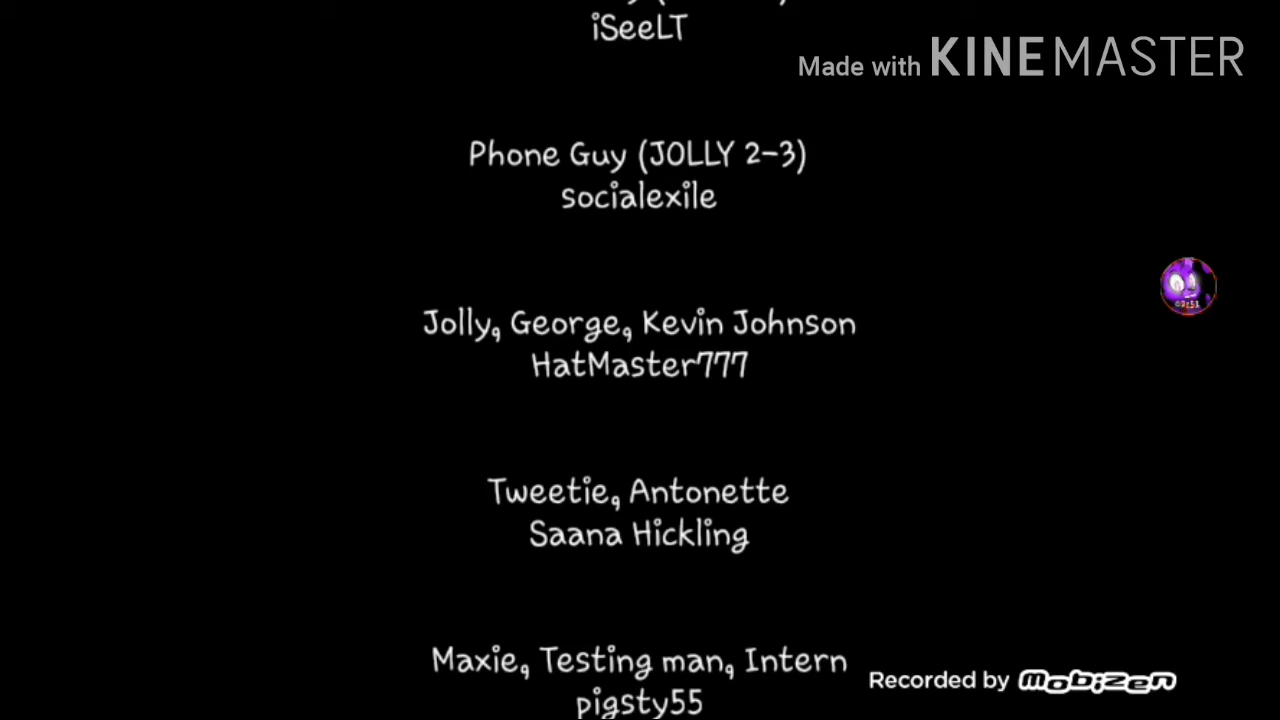 iSeeLT
Made with KINEMASTER
Phone Guy (JOLLY 2-3)
socialexile
Jolly, George, Kevin Johnson
HatMaster777
Tweetie, Antonette
Saana Hickling
Maxie, Testing man, Intern
pigsty55
Recorded by mobizen